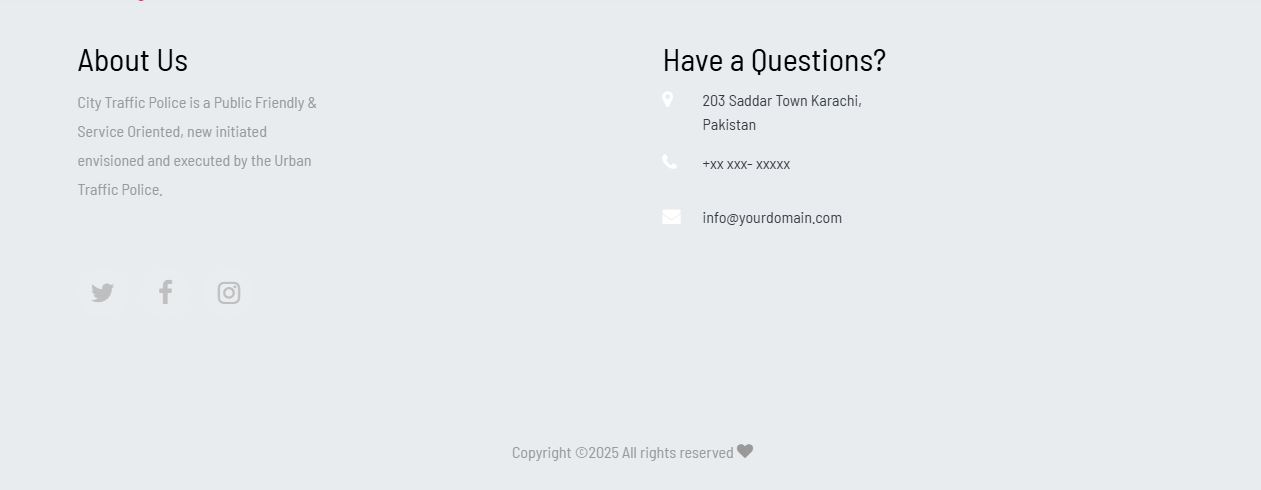 About Us
City Traffic Police is a Public Friendly &
Service Oriented, new initiated
envisioned and executed by the Urban
Traffic Police.
Have a Questions?
203 Saddar Town Karachi,
Pakistan
+xx xxx- xxxxx
info@yourdomain.com
Copyright ©2025 All rights reserved